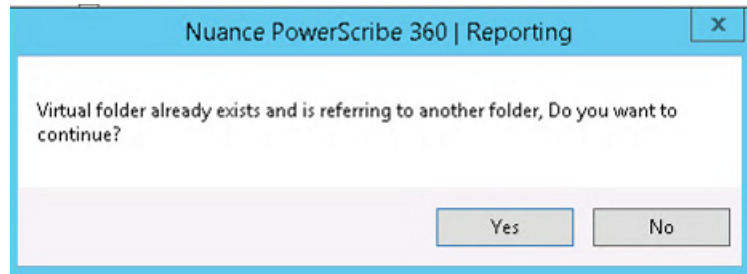 Nuance PowerScribe 360 | Reporting
x
Virtual folder already exists and is referring to another folder, Do you want to
continue?
Yes
No